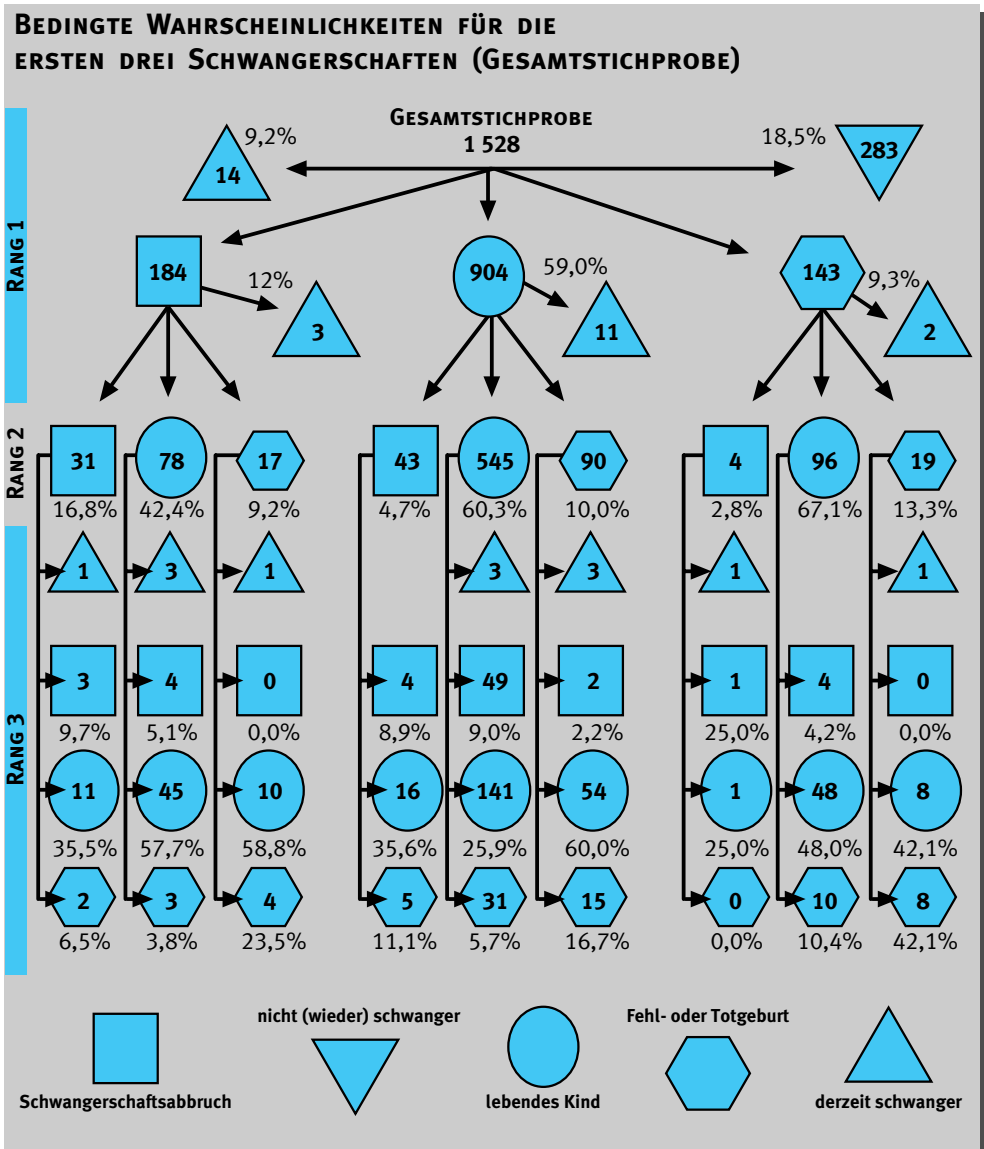 BEDINGTE WAHRSCHEINLICHKEITEN FÜR DIE
ERSTEN DREI SCHWANGERSCHAFTEN (GESAMTSTICHPROBE)
GESAMTSTICHPROBE
1 528
9,2%
14
18,5%
283
RANG 1
184
12%
3
904
59,0%
11
143
9,3%
2
RANG 2
31 78 17 43 545 90 4 96 19
16,8% 42,4% 9,2% 4,7% 60,3% 10,0% 2,8% 67,1% 13,3%
RANG 3
1 3 1 3 3 1 1
3 4 0 4 49 2 1 4 0
9,7% 5,1% 0,0% 8,9% 9,0% 2,2% 25,0% 4,2% 0,0%
11 45 10 16 141 54 1 48 8
35,5% 57,7% 58,8% 35,6% 25,9% 60,0% 25,0% 48,0% 42,1%
2 3 4 5 31 15 0 10 8
6,5% 3,8% 23,5% 11,1% 5,7% 16,7% 0,0% 10,4% 42,1%
nicht (wieder) schwanger
Fehl- oder Totgeburt
Schwangerschaftsabbruch
lebendes Kind
derzeit schwanger